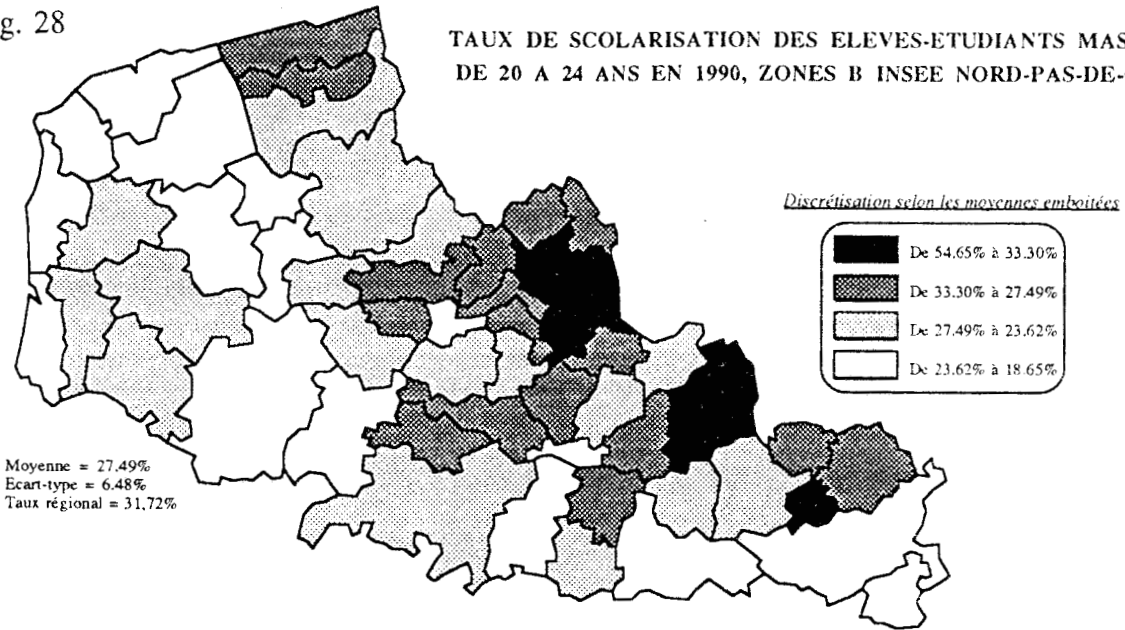 g. 28
TAUX DE SCOLARISATION DES ELEVES-ETUDIANTS MAS
DE 20 A 24 ANS EN 1990, ZONES B INSEE NORD-PAS-DE-
Discrétisation selon les moyennes emboitées
De 54.65% à 33.30%
De 33.30% à 27.49%
De 27.49% à 23.62%
De 23.62% à 18.65%
Moyenne = 27.49%
Ecart-type = 6.48%
Taux régional = 31,72%